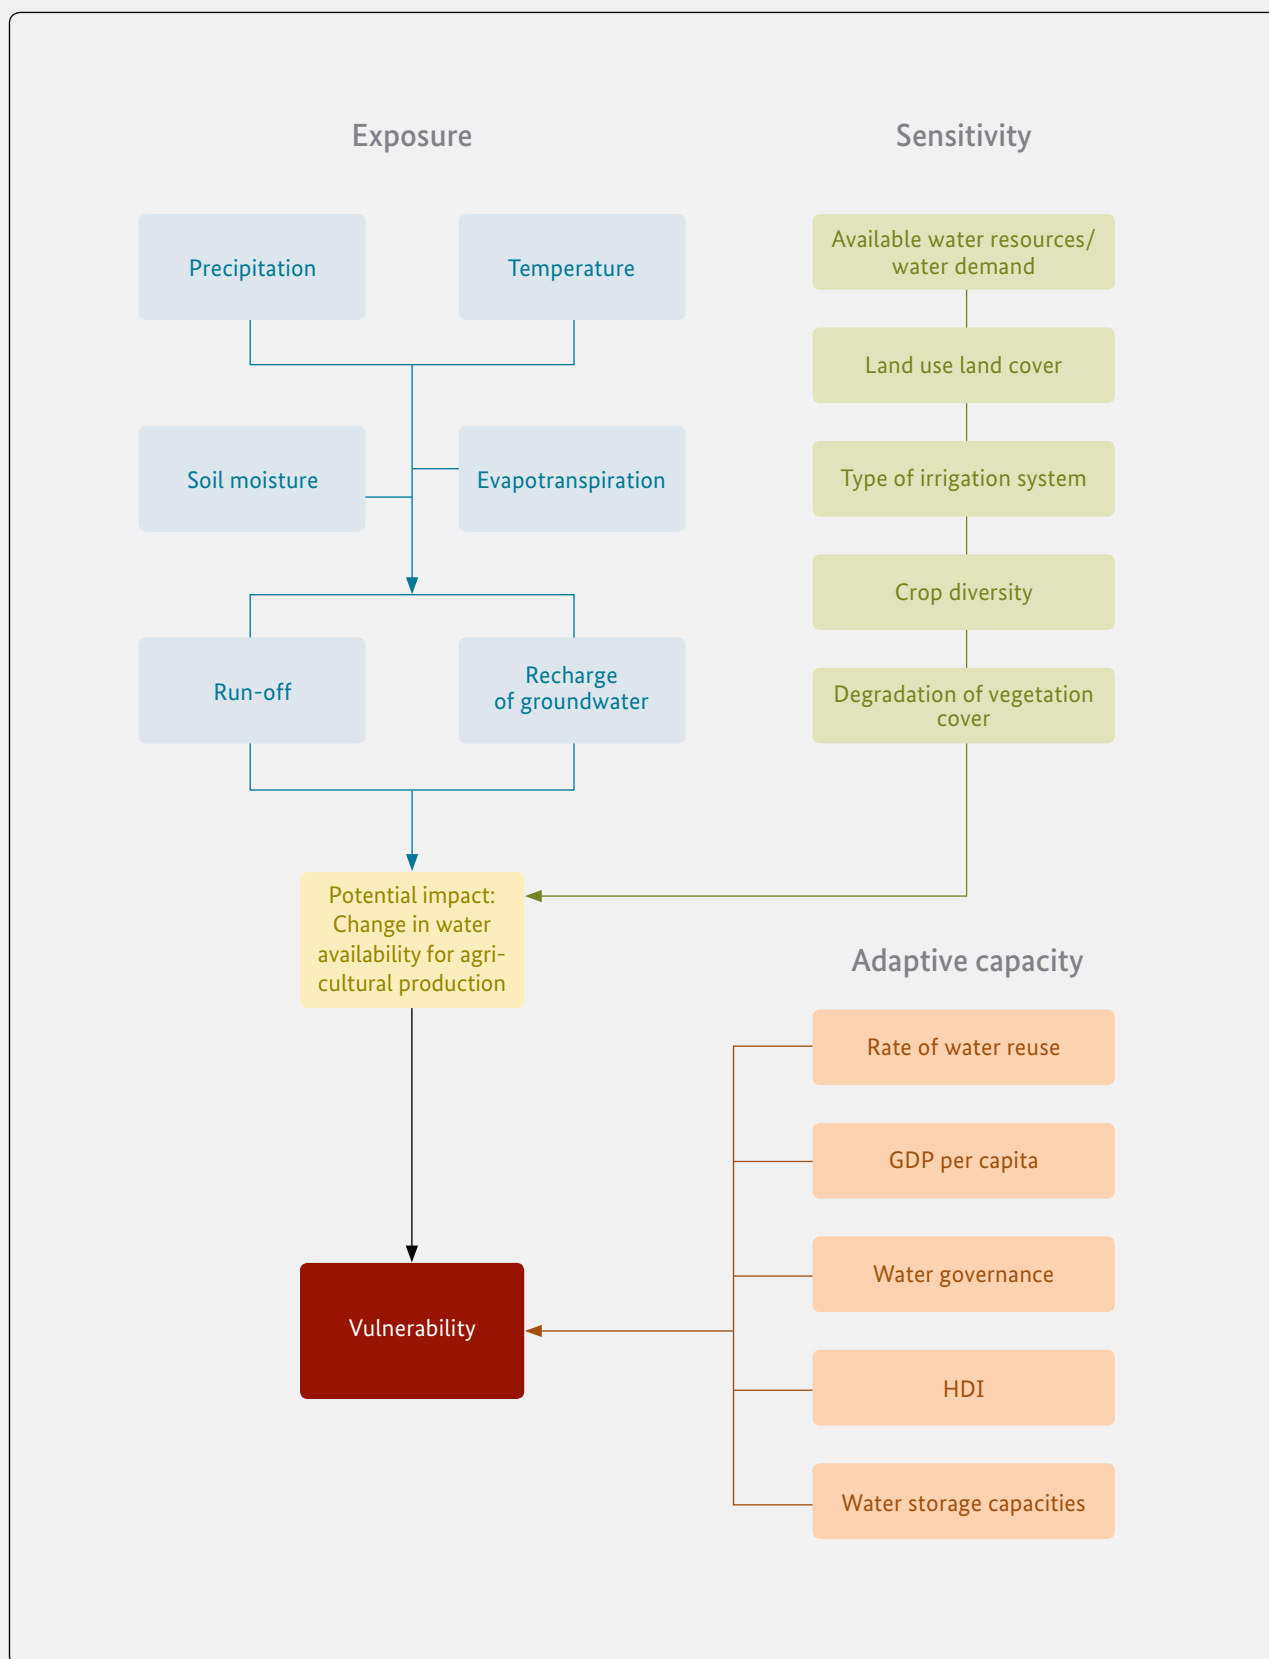 Exposure
Sensitivity
Precipitation
Temperature
Available water resources/
water demand
Land use land cover
Soil moisture
Evapotranspiration
Type of irrigation system
Crop diversity
Run-off
Recharge
of groundwater
Degradation of vegetation
cover
Potential impact:
Change in water
availability for agri-
cultural production
Adaptive capacity
Rate of water reuse
GDP per capita
Water governance
Vulnerability
HDI
Water storage capacities